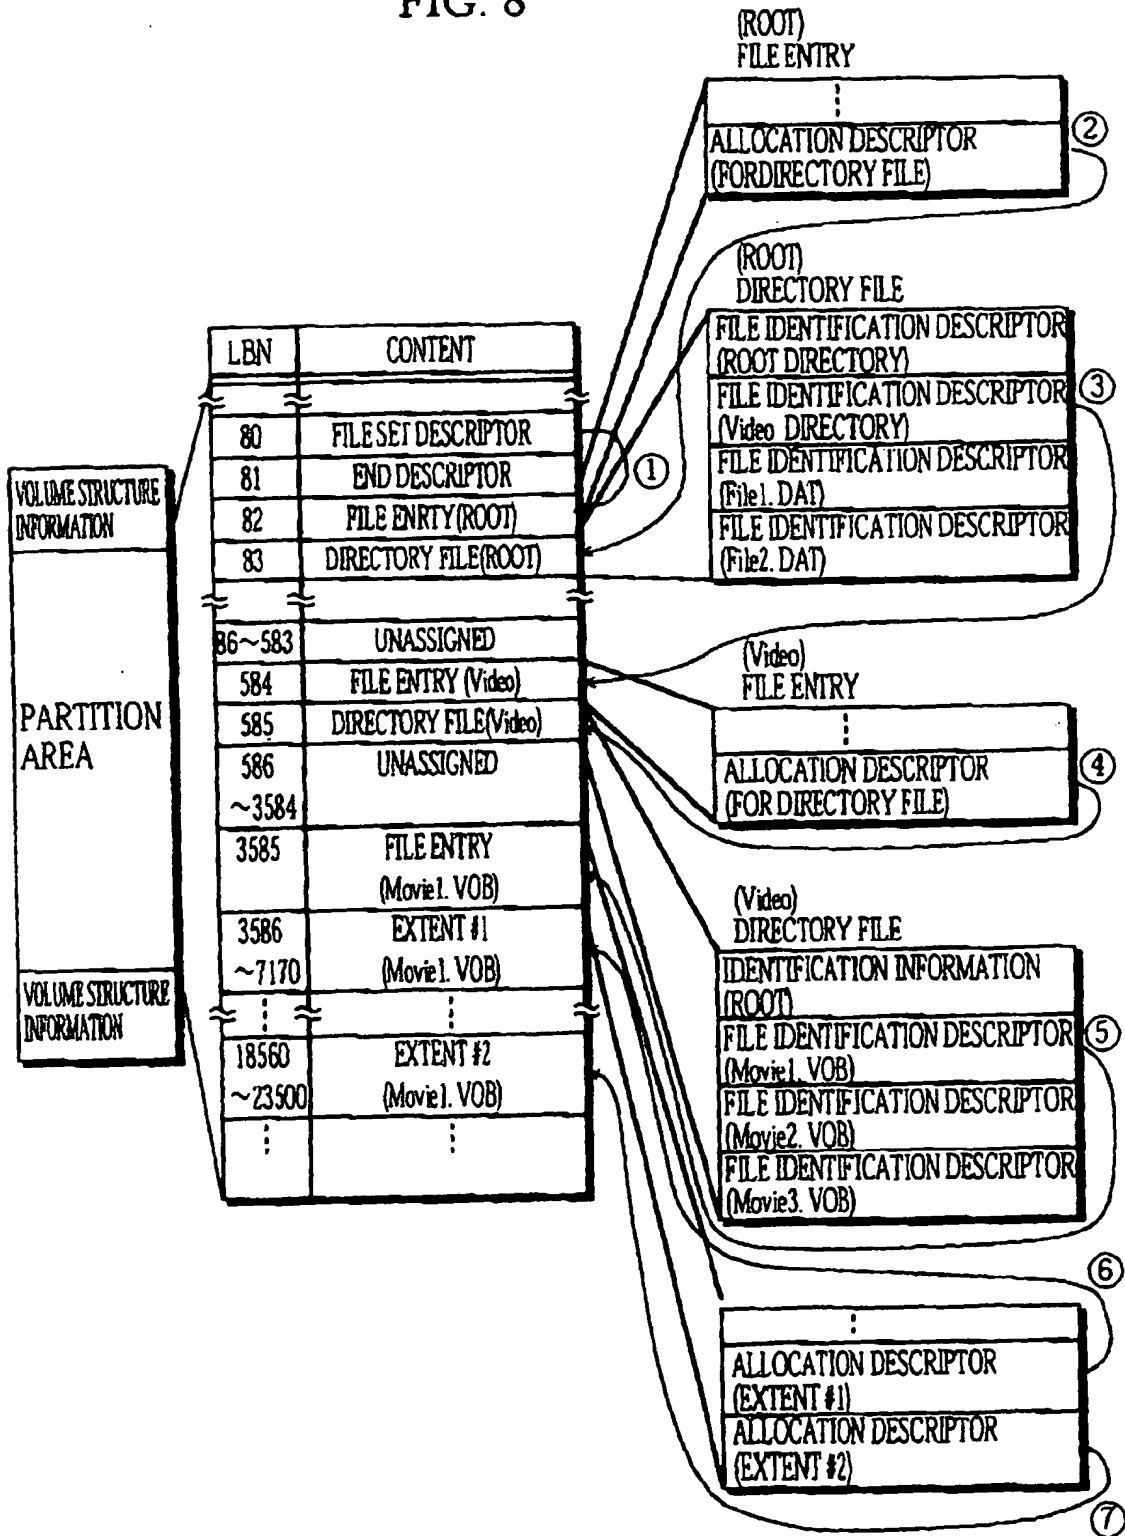 FIG. 8
(ROOT)
FILE ENTRY
ALLOCATION DESCRIPTOR
(FORDIRECTORY FILE)
②
(ROOT)
DIRECTORY FILE
FILE IDENTIFICATION DESCRIPTOR
(ROOT DIRECTORY)
FILE IDENTIFICATION DESCRIPTOR
(Video DIRECTORY)
③
FILE IDENTIFICATION DESCRIPTOR
(File1. DAT)
FILE IDENTIFICATION DESCRIPTOR
(File2. DAT)
VOLUME STRUCTURE
INFORMATION
PARTITION
AREA
VOLUME STRUCTURE
INFORMATION
LBN CONTENT
80 FILE SET DESCRIPTOR
81 END DESCRIPTOR
①
82 FILE ENRTY(ROOT)
83 DIRECTORY FILE(ROOT)
86~583 UNASSIGNED
584 FILE ENTRY (Video)
585 DIRECTORY FILE(Video)
586 UNASSIGNED
~3584
3585 FILE ENTRY
(Movie1. VOB)
3586 EXTENT #1
~7170 (Movie1. VOB)
18560 EXTENT #2
~23500 (Movie1. VOB)
(Video)
FILE ENTRY
ALLOCATION DESCRIPTOR
(FOR DIRECTORY FILE)
④
(Video)
DIRECTORY FILE
IDENTIFICATION INFORMATION
(ROOT)
FILE IDENTIFICATION DESCRIPTOR
(Movie1. VOB)
⑤
FILE IDENTIFICATION DESCRIPTOR
(Movie2. VOB)
FILE IDENTIFICATION DESCRIPTOR
(Movie3. VOB)
⑥
ALLOCATION DESCRIPTOR
(EXTENT #1)
ALLOCATION DESCRIPTOR
(EXTENT #2)
⑦